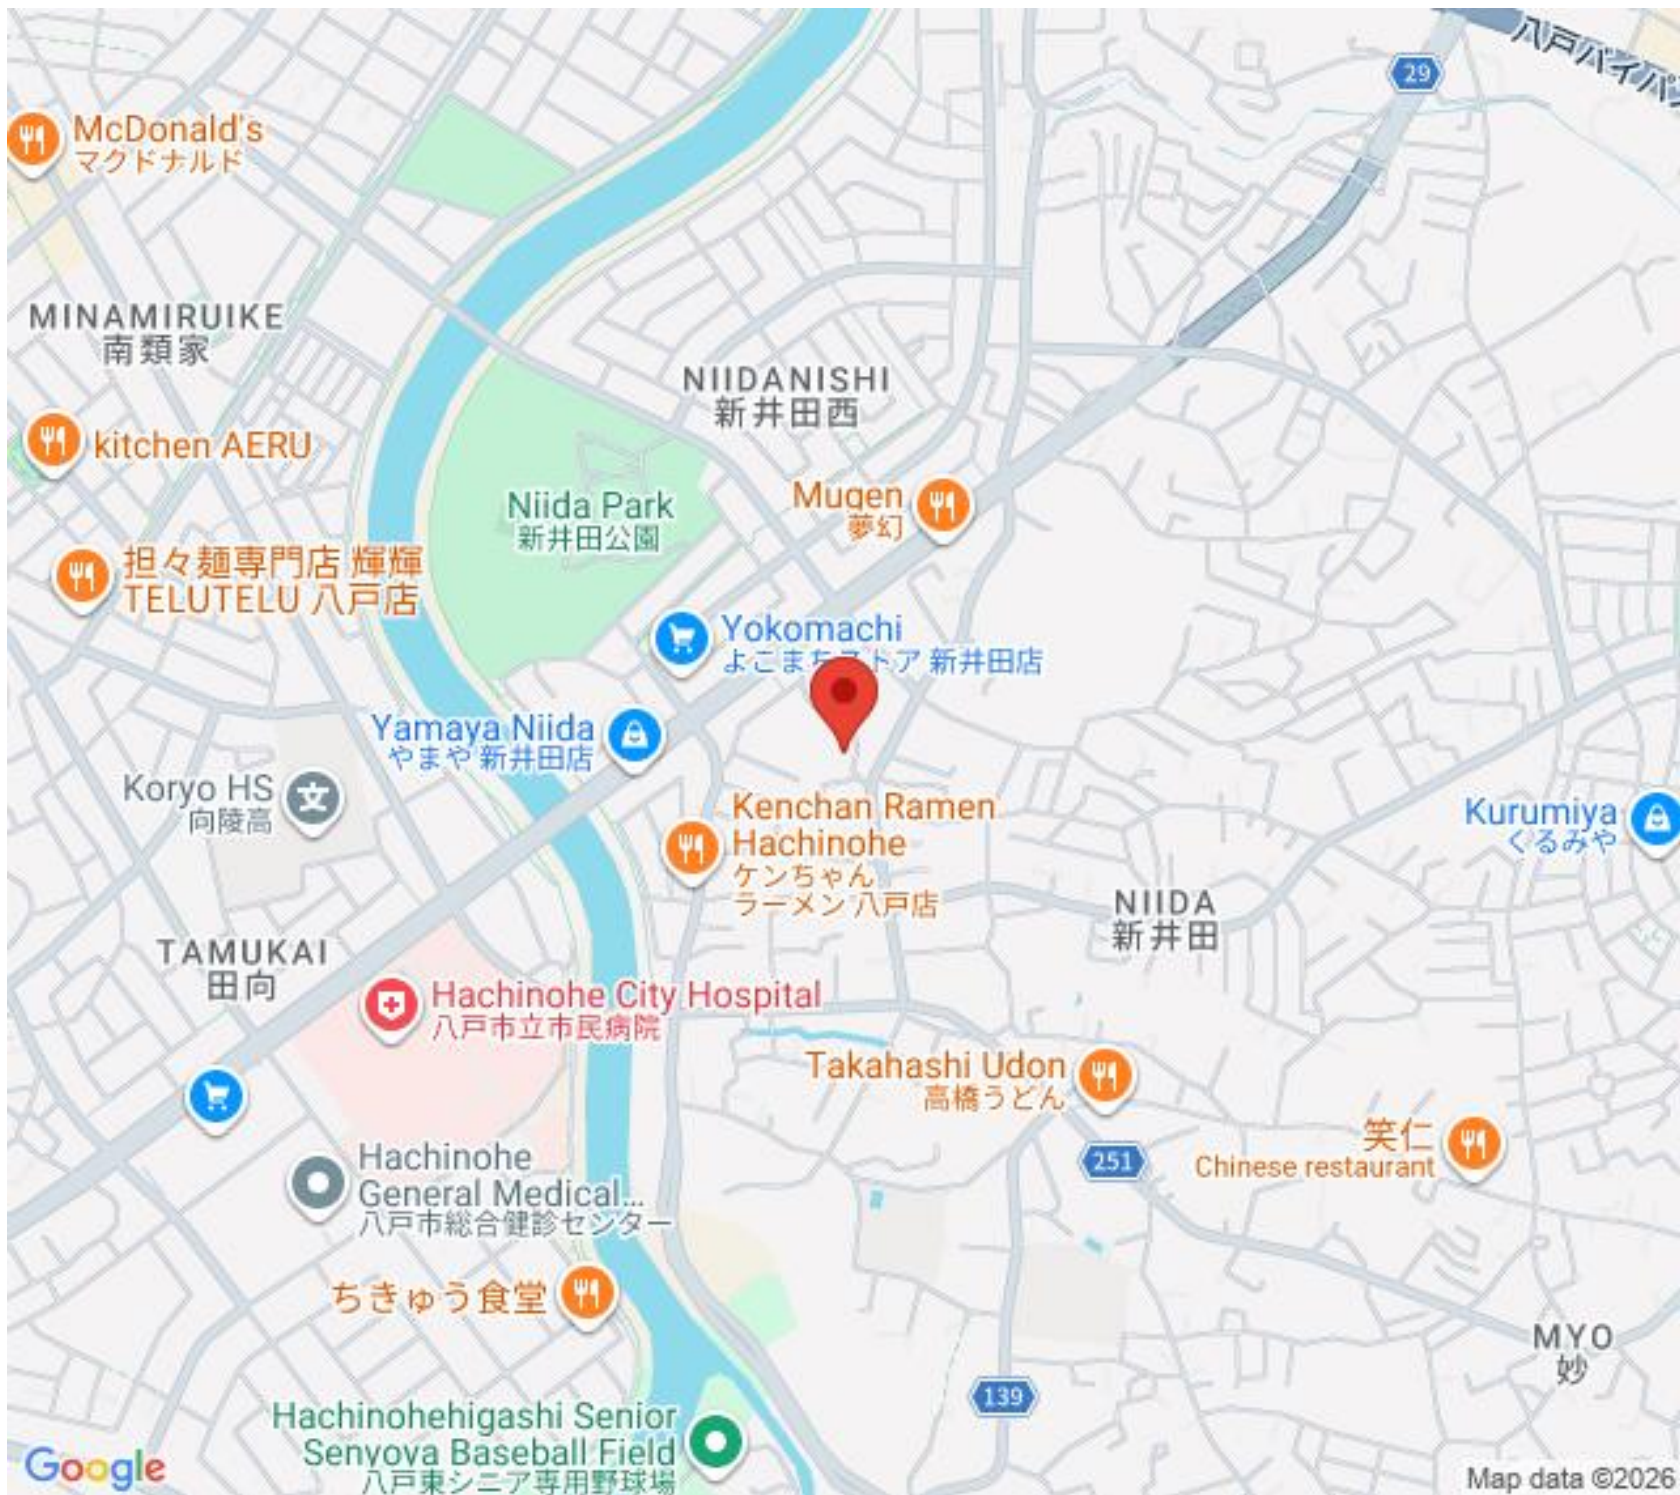 八戸バイパス
29
McDonald's
マクドナルド
MINAMIRUIKE
南類家
NIIDANISHI
新井田西
kitchen AERU
Niida Park
新井田公園
Mugen
夢幻
担々麺専門店 輝輝
TELUTELU 八戸店
Yokomachi
よこまちストア 新井田店
Yamaya Niida
やまや 新井田店
Koryo HS
向陵高
Kenchan Ramen
Hachinohe
ケンちゃん
ラーメン 八戸店
Kurumiya
くるみや
NIIDA
新井田
TAMUKAI
田向
Hachinohe City Hospital
八戸市立市民病院
Takahashi Udon
高橋うどん
笑仁
Chinese restaurant
251
Hachinohe
General Medical...
八戸市総合健診センター
ちきゅう食堂
MYO
妙
139
Hachinohehigashi Senior
Senyova Baseball Field
八戸東シニア専用野球場
Google
Map data ©2026